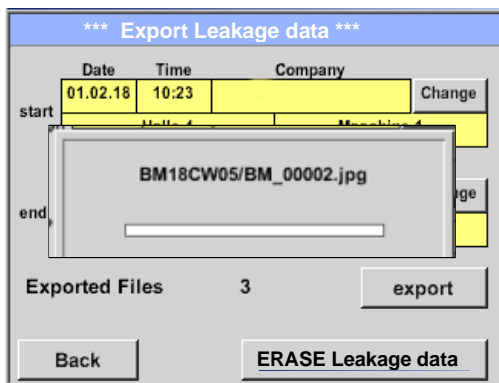 *** Export Leakage data ***
Date Time Company
01.02.18 10:23 Change
start
BM18CW05/BM_00002.jpg
end
Exported Files 3 export
Back ERASE Leakage data